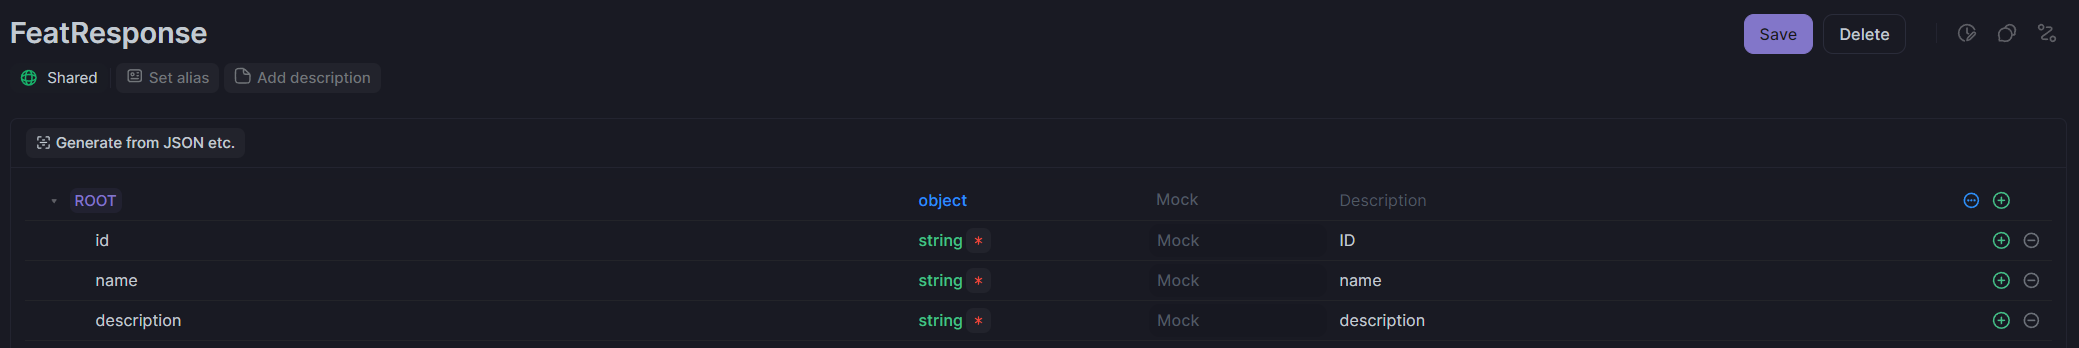 FeatResponse
Save Delete
Shared Set alias Add description
Generate from JSON etc.
ROOT object Mock Description
id string * Mock ID
name string * Mock name
description string * Mock description